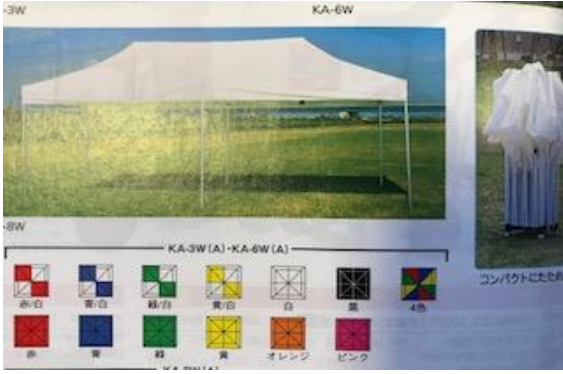 -3W
KA-6W
-8W
KA-3W(A)・KA-6W(A)
赤/白 青/白 緑/白 黄/白 白 黒 4色
赤 青 緑 黄 オレンジ ピンク
コンパクトにたため